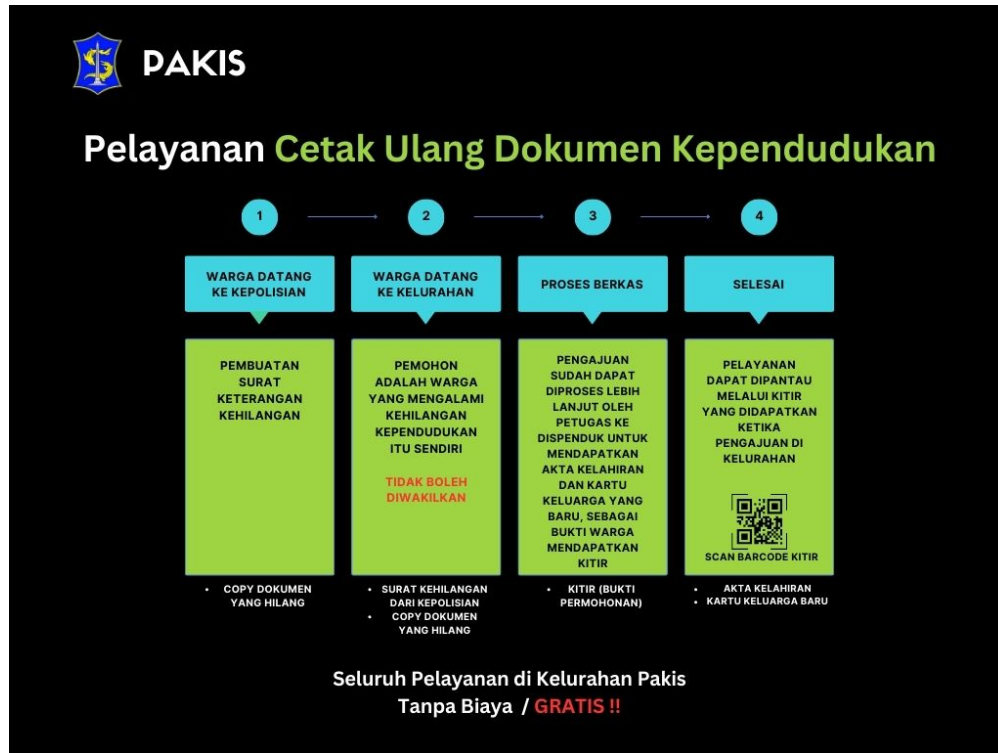 PAKIS
Pelayanan Cetak Ulang Dokumen Kependudukan
1
2
3
4
WARGA DATANG
KE KEPOLISIAN
WARGA DATANG
KE KELURAHAN
PROSES BERKAS
SELESAI
PEMBUATAN
SURAT
KETERANGAN
KEHILANGAN
PEMOHON
ADALAH WARGA
YANG MENGALAMI
KEHILANGAN
KEPENDUDUKAN
ITU SENDIRI
TIDAK BOLEH
DIWAKILKAN
PENGAJUAN
SUDAH DAPAT
DIPROSES LEBIH
LANJUT OLEH
PETUGAS KE
DISPENDUK UNTUK
MENDAPATKAN
AKTA KELAHIRAN
DAN KARTU
KELUARGA YANG
BARU, SEBAGAI
BUKTI WARGA
MENDAPATKAN
KITIR
PELAYANAN
DAPAT DIPANTAU
MELALUI KITIR
YANG DIDAPATKAN
KETIKA
PENGAJUAN DI
KELURAHAN
SCAN BARCODE KITIR
• COPY DOKUMEN
YANG HILANG
• SURAT KEHILANGAN
DARI KEPOLISIAN
• COPY DOKUMEN
YANG HILANG
• KITIR (BUKTI
PERMOHONAN)
• AKTA KELAHIRAN
• KARTU KELUARGA BARU
Seluruh Pelayanan di Kelurahan Pakis
Tanpa Biaya / GRATIS !!